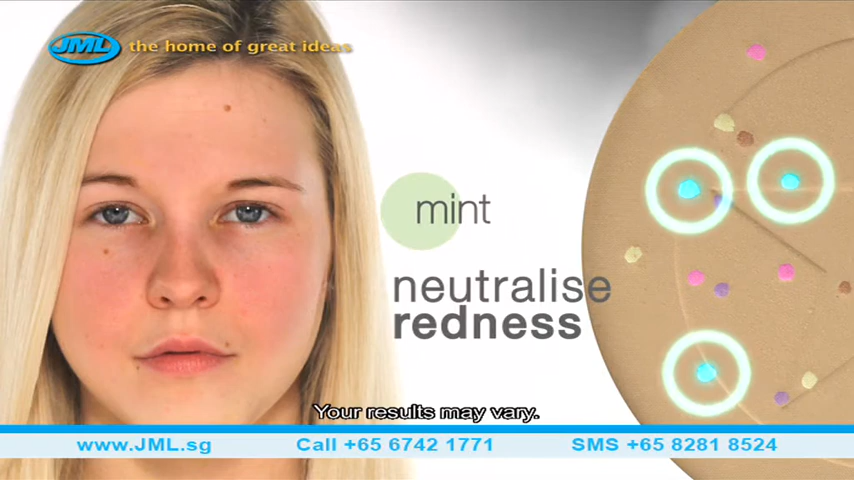 JML the home of great ideas
mint
neutralise
redness
Your results may vary.
www.JML.sg Call +65 6742 1771 SMS +65 8281 8524